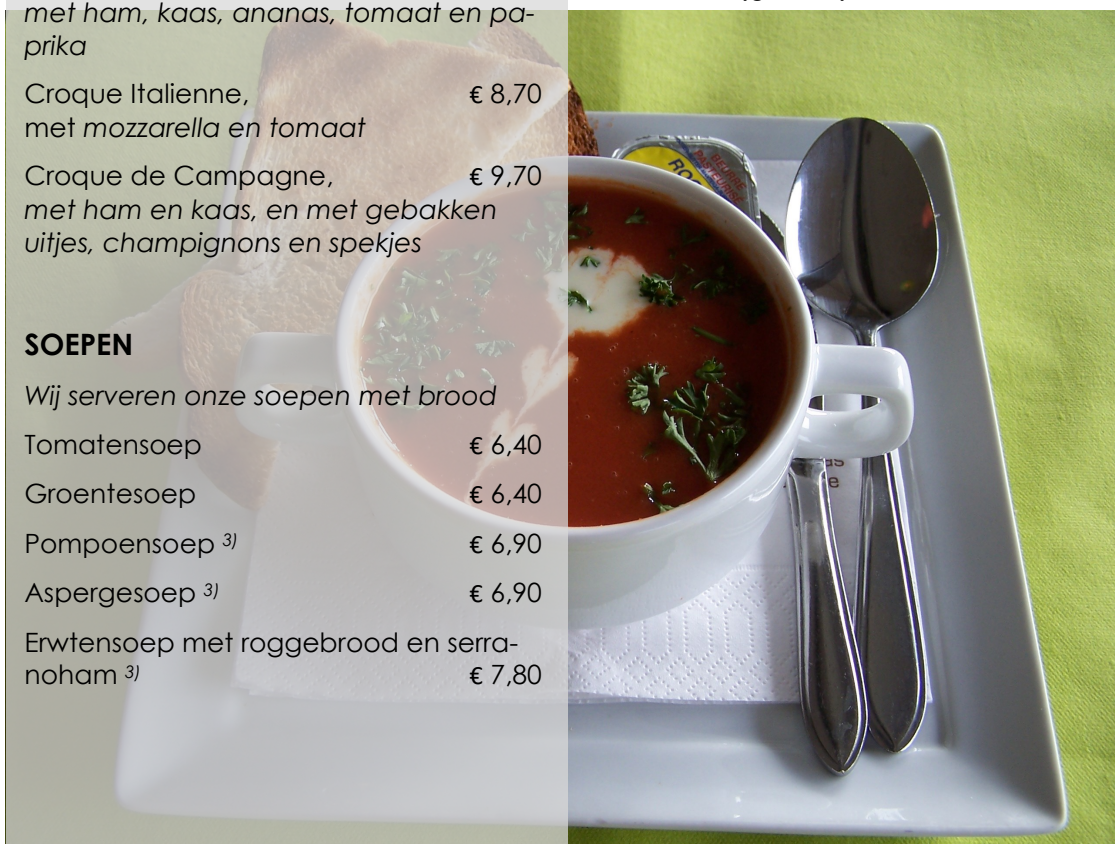 met ham, kaas, ananas, tomaat en pa-
prika
Croque Italienne, € 8,70
met mozzarella en tomaat
Croque de Campagne, € 9,70
met ham en kaas, en met gebakken
uitjes, champignons en spekjes
SOEPEN
Wij serveren onze soepen met brood
Tomatensoep € 6,40
Groentesoep € 6,40
Pompoensoep 3) € 6,90
Aspergesoep 3) € 6,90
Erwtensoep met roggebrood en serra-
noham 3) € 7,80
BEURRE